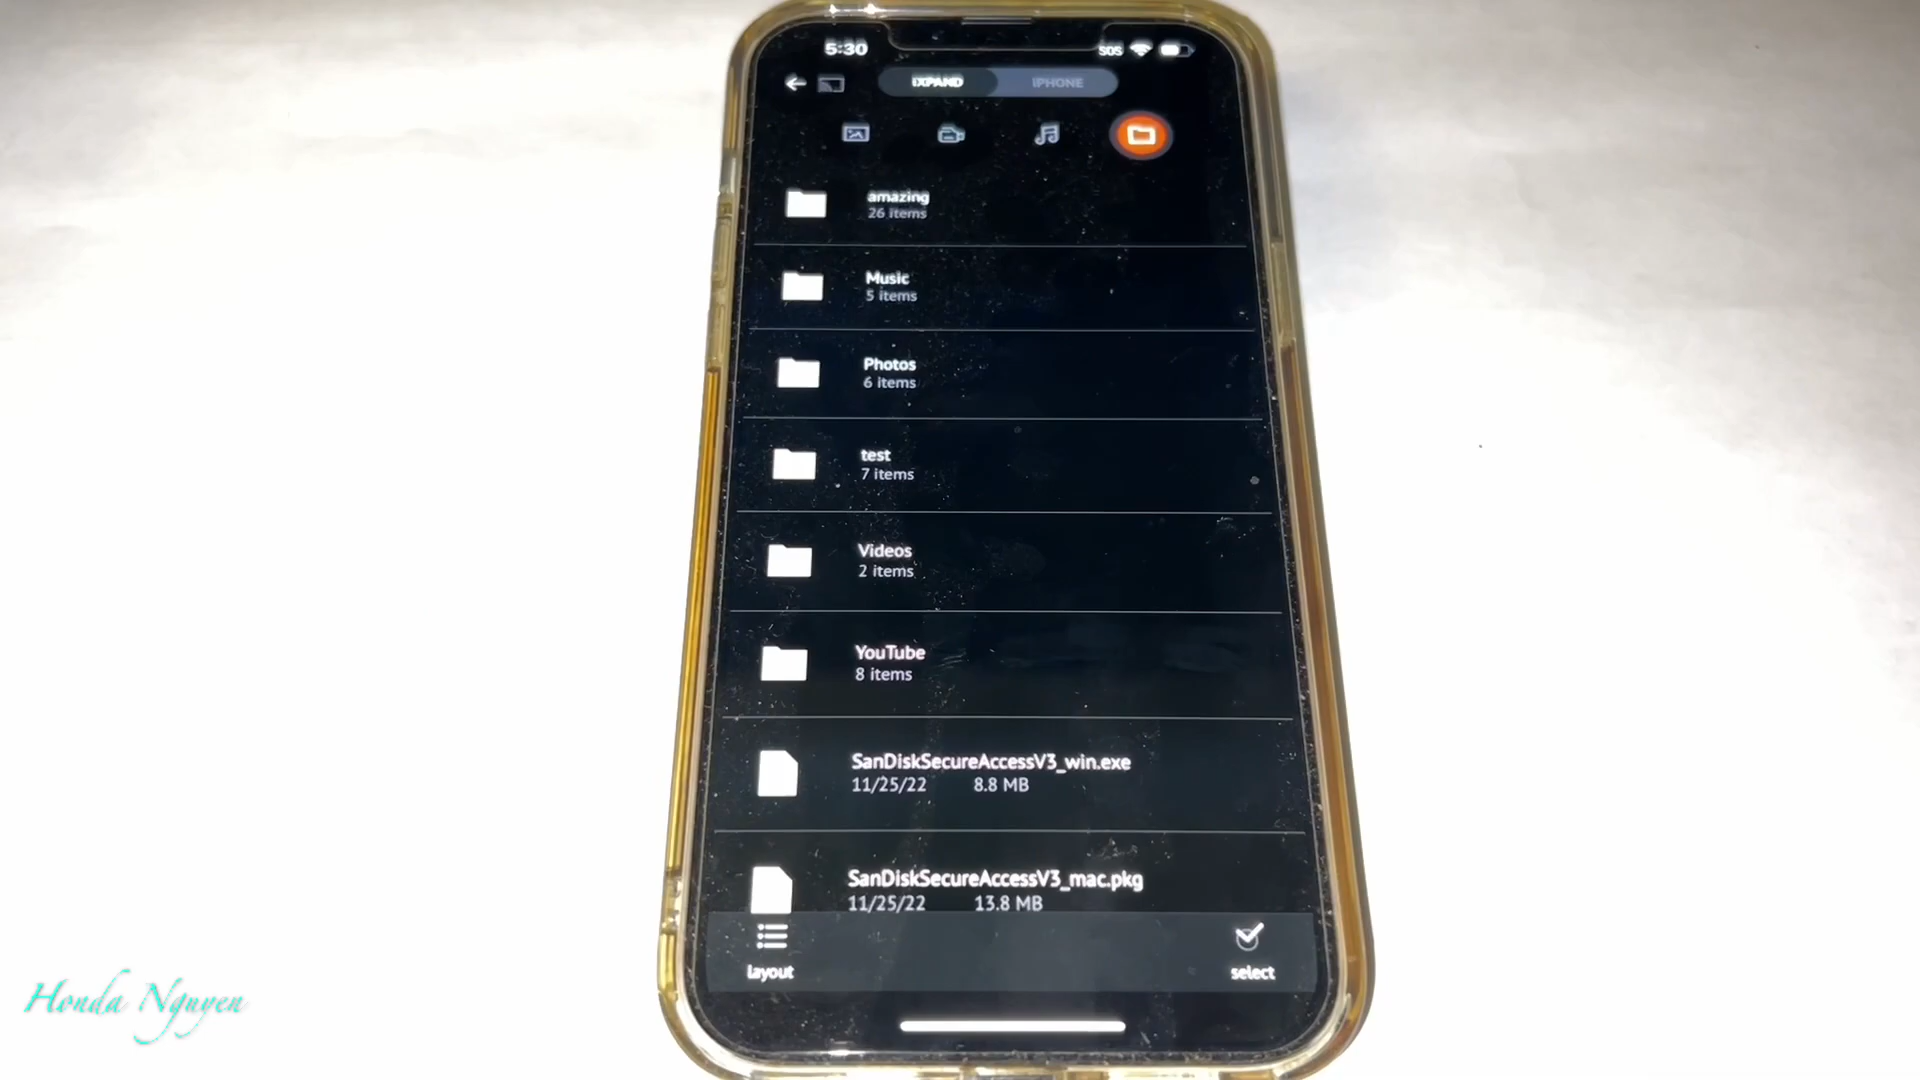 5:30
SOS
iXPAND
IPHONE
amazing
26 items
Music
5 items
Photos
6 items
test
7 items
Videos
2 items
YouTube
8 items
SanDiskSecureAccessV3_win.exe
11/25/22 8.8 MB
SanDiskSecureAccessV3_mac.pkg
11/25/22 13.8 MB
layout
select
Honda Nguyen